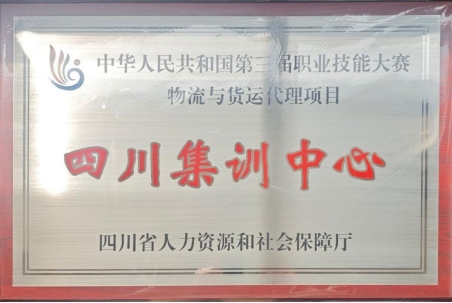 中华人民共和国第二届职业技能大赛
物流与货运代理项目
四川集训中心
四川省人力资源和社会保障厅